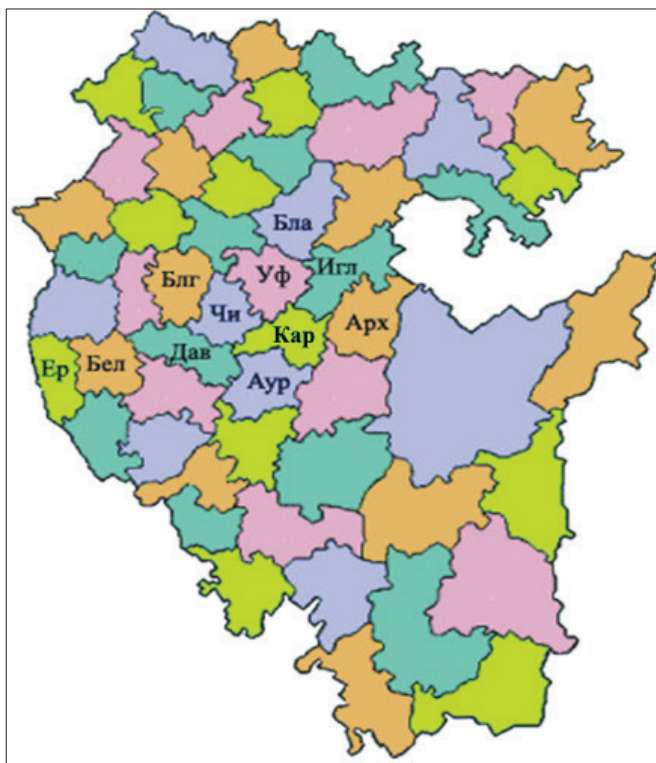 Бла
Блг
Уф
Игл
Чи
Кар
Арх
Дав
Ер
Бел
Аур